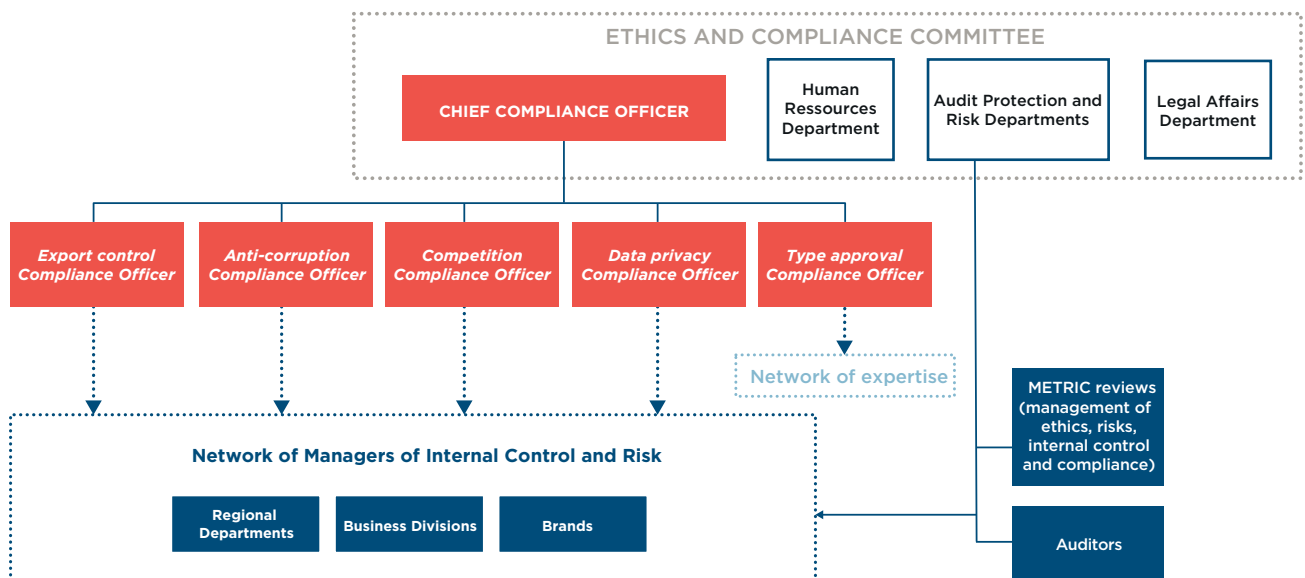 ETHICS AND COMPLIANCE COMMITTEE
CHIEF COMPLIANCE OFFICER
Human
Ressources
Department
Audit Protection and
Risk Departments
Legal Affairs
Department
Export control
Compliance Officer
Anti-corruption
Compliance Officer
Competition
Compliance Officer
Data privacy
Compliance Officer
Type approval
Compliance Officer
Network of expertise
METRIC reviews
(management of
ethics, risks,
internal control
and compliance)
Network of Managers of Internal Control and Risk
Regional
Departments
Business Divisions
Brands
Auditors